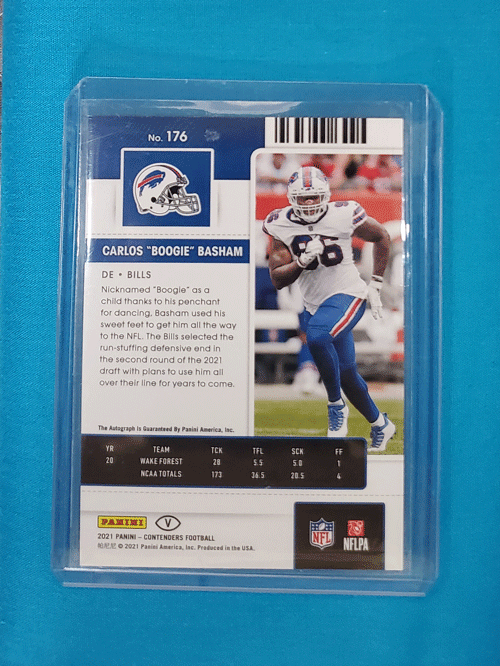 No. 176
CARLOS "BOOGIE" BASHAM
DE • BILLS
Nicknamed "Boogie" as a
child thanks to his penchant
for dancing, Basham used his
sweet feet to get him all the way
to the NFL. The Bills selected the
run-stuffing defensive end in
the second round of the 2021
draft with plans to use him all
over their line for years to come.
96
The Autograph is Guaranteed By Panini America, Inc.
YR TEAM TCK TFL SCK FF
20 WAKE FOREST 28 5.5 5.0 1
NCAA TOTALS 173 36.5 20.5 4
PANINI V
2021 PANINI – CONTENDERS FOOTBALL
帕尼尼 © 2021 Panini America, Inc. Produced in the USA.
NFL
NFLPA